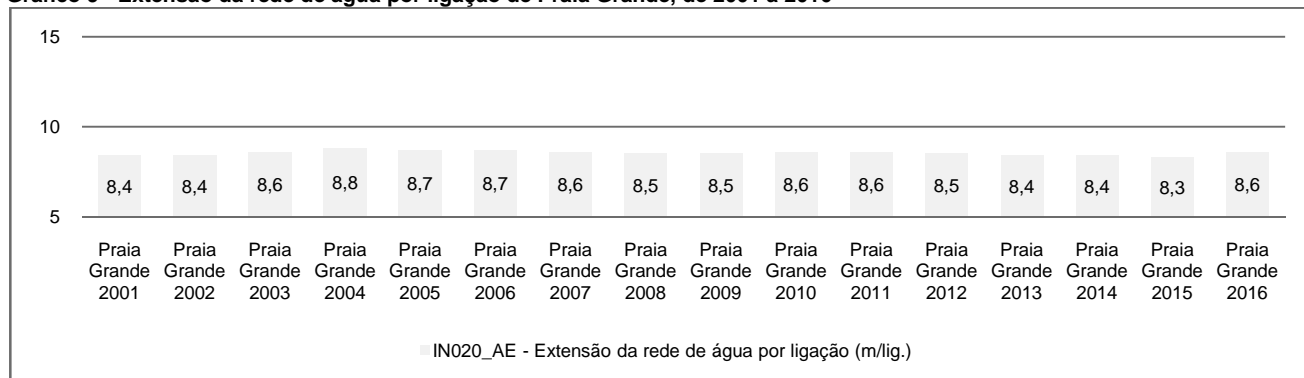 15
10
5
8,4 8,4 8,6 8,8 8,7 8,7 8,6 8,5 8,5 8,6 8,6 8,5 8,4 8,4 8,3 8,6
Praia Praia Praia Praia Praia Praia Praia Praia Praia Praia Praia Praia Praia Praia Praia Praia
Grande Grande Grande Grande Grande Grande Grande Grande Grande Grande Grande Grande Grande Grande Grande Grande
2001 2002 2003 2004 2005 2006 2007 2008 2009 2010 2011 2012 2013 2014 2015 2016
IN020_AE - Extensão da rede de água por ligação (m/lig.)